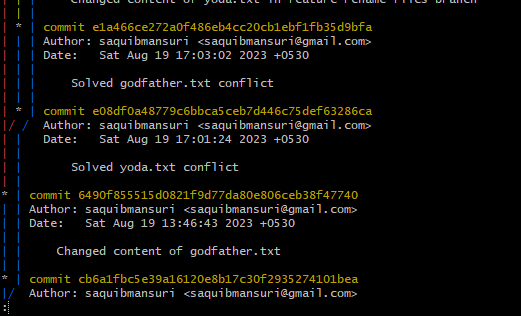 Changed content of yoda.txt in feature rename files branch
* | commit e1a466ce272a0f486eb4cc20cb1ebf1fb35d9bfa
Author: saquibmansuri <saquibmansuri@gmail.com>
Date: Sat Aug 19 17:03:02 2023 +0530
Solved godfather.txt conflict
* | commit e08df0a48779c6bbca5ceb7d446c75def63286ca
Author: saquibmansuri <saquibmansuri@gmail.com>
Date: Sat Aug 19 17:01:24 2023 +0530
Solved yoda.txt conflict
* | commit 6490f855515d0821f9d77da80e806ceb38f47740
Author: saquibmansuri <saquibmansuri@gmail.com>
Date: Sat Aug 19 13:46:43 2023 +0530
Changed content of godfather.txt
* | commit cb6a1fbc5e39a16120e8b17c30f2935274101bea
Author: saquibmansuri <saquibmansuri@gmail.com>
: